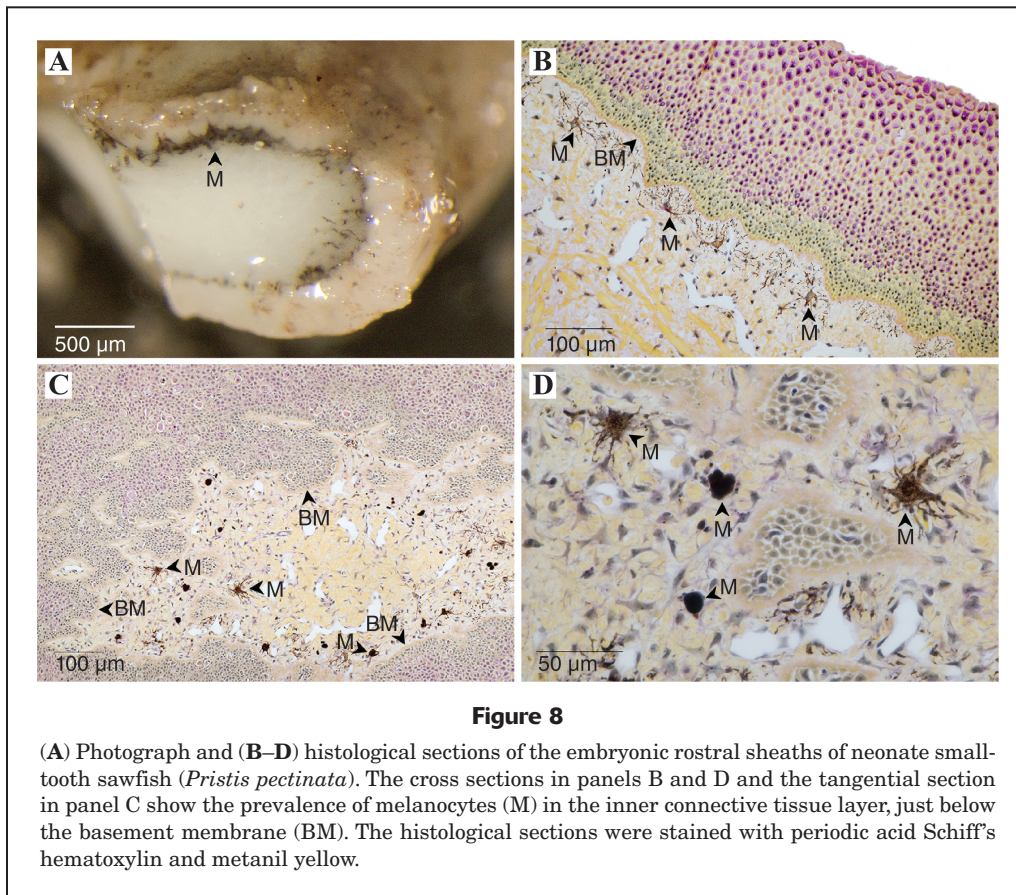 A
M
500 µm
B
M
BM
M
M
100 µm
C
BM
M
M
BM
BM
M
100 µm
D
M
M
M
M
50 µm
Figure 8
(A) Photograph and (B–D) histological sections of the embryonic rostral sheaths of neonate small-
tooth sawfish (Pristis pectinata). The cross sections in panels B and D and the tangential section
in panel C show the prevalence of melanocytes (M) in the inner connective tissue layer, just below
the basement membrane (BM). The histological sections were stained with periodic acid Schiff's
hematoxylin and metanil yellow.